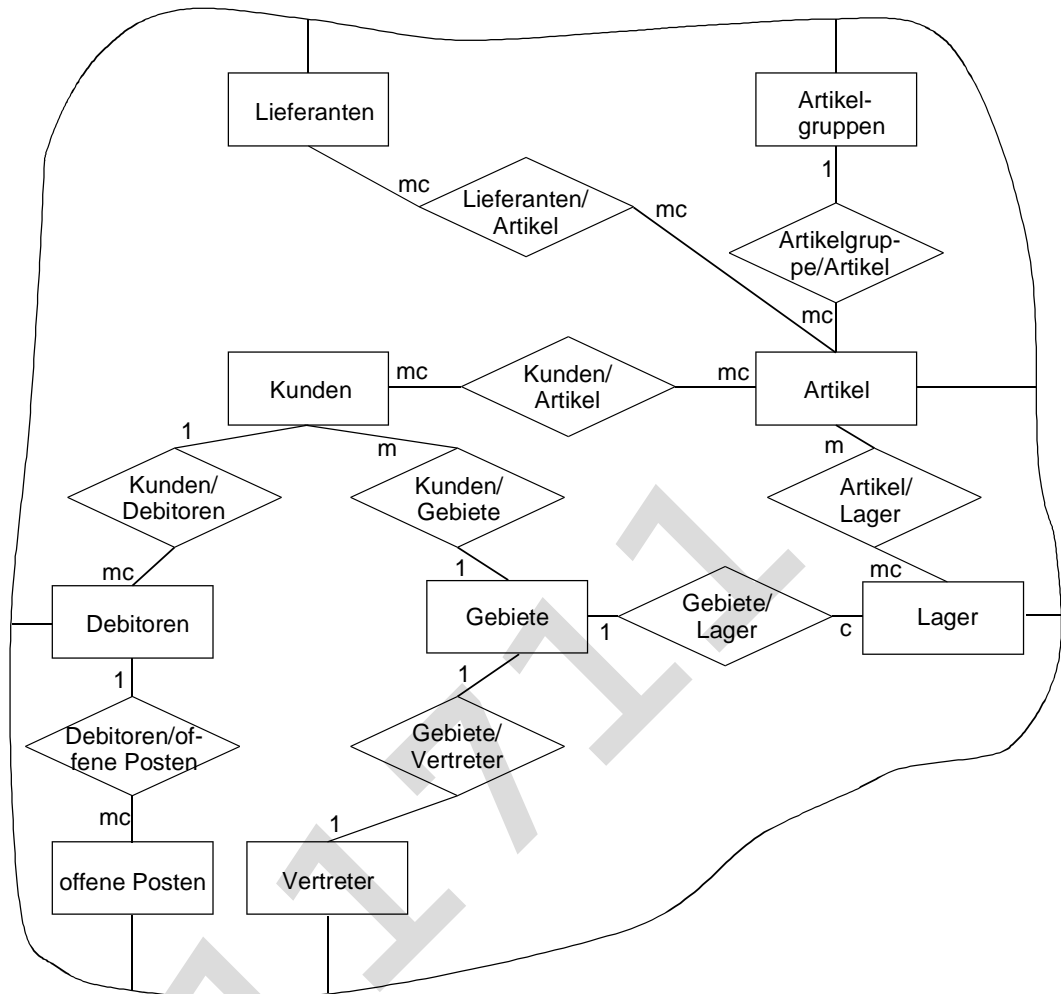 Lieferanten
Artikel-
gruppen
1
mc
Lieferanten/
Artikel
mc
Artikelgrup-
pe/Artikel
mc
Kunden
mc
Kunden/
Artikel
mc
Artikel
1
m
m
Kunden/
Debitoren
Kunden/
Gebiete
Artikel/
Lager
mc
1
mc
Debitoren
Gebiete
1
Gebiete/
Lager
c
Lager
1
1
Debitoren/of-
fene Posten
Gebiete/
Vertreter
mc
1
offene Posten
Vertreter
1711